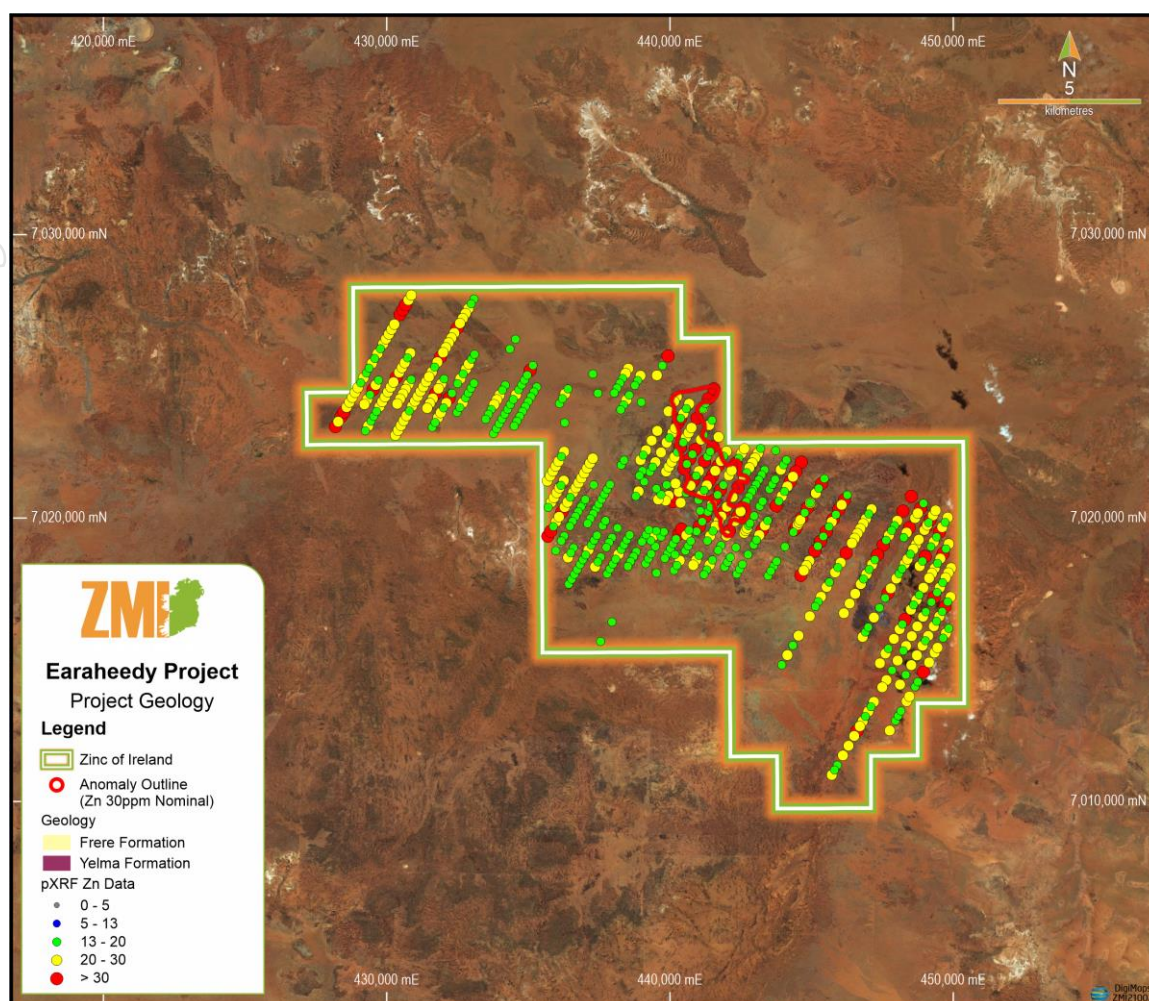 420,000 mE
430,000 mE
440,000 mE
450,000 mE
N
5
kilometres
7,030,000 mN
7,030,000 mN
7,020,000 mN
7,020,000 mN
ZMI
Earaheedy Project
Project Geology
Legend
Zinc of Ireland
Anomaly Outline
(Zn 30ppm Nominal)
Geology
Frere Formation
Yelma Formation
pXRF Zn Data
0 - 5
5 - 13
13 - 20
20 - 30
> 30
7,010,000 mN
430,000 mE
440,000 mE
450,000 mE
DigiMaps